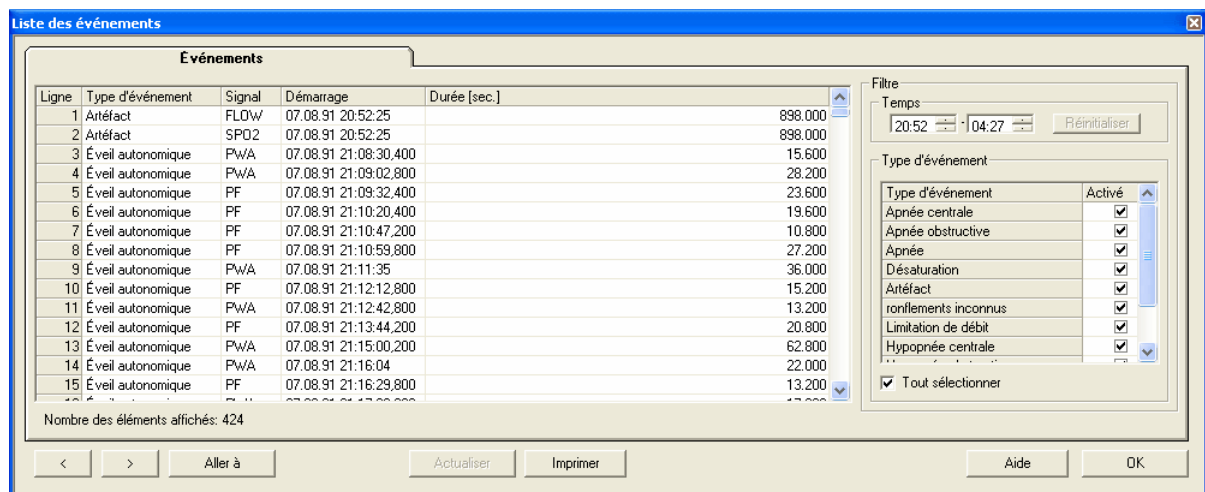 Liste des événements
Événements
Ligne Type d'événement Signal Démarrage Durée [sec.]
1 Artéfact FLOW 07.08.91 20:52:25 898.000
2 Artéfact SPO2 07.08.91 20:52:25 898.000
3 Éveil autonomique PWA 07.08.91 21:08:30,400 15.600
4 Éveil autonomique PWA 07.08.91 21:09:02,800 28.200
5 Éveil autonomique PF 07.08.91 21:09:32,400 23.600
6 Éveil autonomique PF 07.08.91 21:10:20,400 19.600
7 Éveil autonomique PF 07.08.91 21:10:47,200 10.800
8 Éveil autonomique PF 07.08.91 21:10:59,800 27.200
9 Éveil autonomique PWA 07.08.91 21:11:35 36.000
10 Éveil autonomique PF 07.08.91 21:12:12,800 15.200
11 Éveil autonomique PWA 07.08.91 21:12:42,800 13.200
12 Éveil autonomique PF 07.08.91 21:13:44,200 20.800
13 Éveil autonomique PWA 07.08.91 21:15:00,200 62.800
14 Éveil autonomique PWA 07.08.91 21:16:04 22.000
15 Éveil autonomique PF 07.08.91 21:16:29,800 13.200
Nombre des éléments affichés: 424
Filtre
Temps
20:52 - 04:27 Réinitialiser
Type d'événement
Type d'événement Activé
Apnée centrale
Apnée obstructive
Apnée
Désaturation
Artéfact
ronflements inconnus
Limitation de débit
Hypopnée centrale
Tout sélectionner
< > Aller à Actualiser Imprimer Aide OK